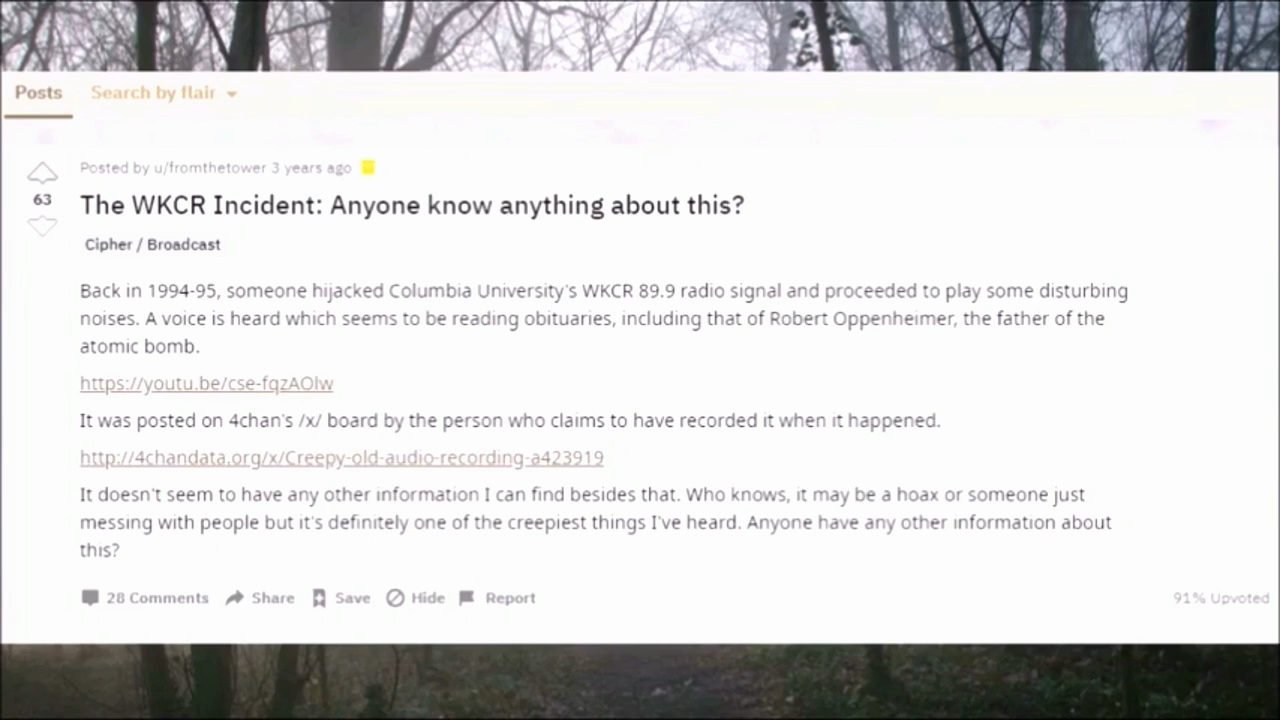 Posts Search by flair
Posted by u/fromthetower 3 years ago
63
The WKCR Incident: Anyone know anything about this?
Cipher / Broadcast
Back in 1994-95, someone hijacked Columbia University's WKCR 89.9 radio signal and proceeded to play some disturbing
noises. A voice is heard which seems to be reading obituaries, including that of Robert Oppenheimer, the father of the
atomic bomb.
https://youtu.be/cse-fqzAOlw
It was posted on 4chan's /x/ board by the person who claims to have recorded it when it happened.
http://4chandata.org/x/Creepy-old-audio-recording-a423919
It doesn't seem to have any other information I can find besides that. Who knows, it may be a hoax or someone just
messing with people but it's definitely one of the creepiest things I've heard. Anyone have any other information about
this?
28 Comments Share Save Hide Report 91% Upvoted